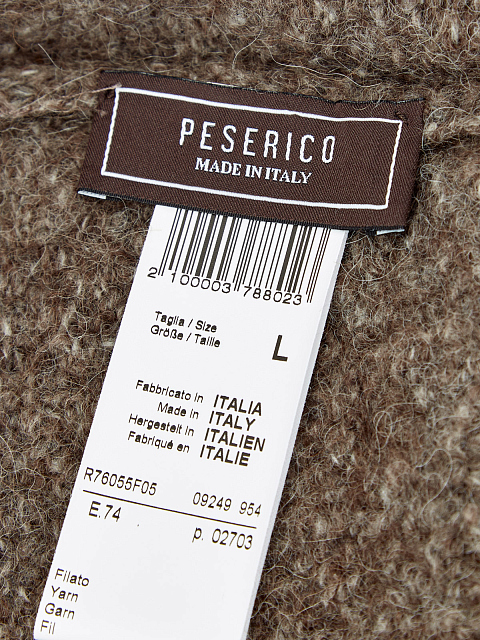 PESERICO
MADE IN ITALY
2 100003 788023
Taglia / Size
Größe / Taille
L
Fabbricato in ITALIA
Made in ITALY
Hergestellt in ITALIEN
Fabriqué en ITALIE
R76055F05 09249 954
E.74 p. 02703
Filato
Yarn
Garn
Fil